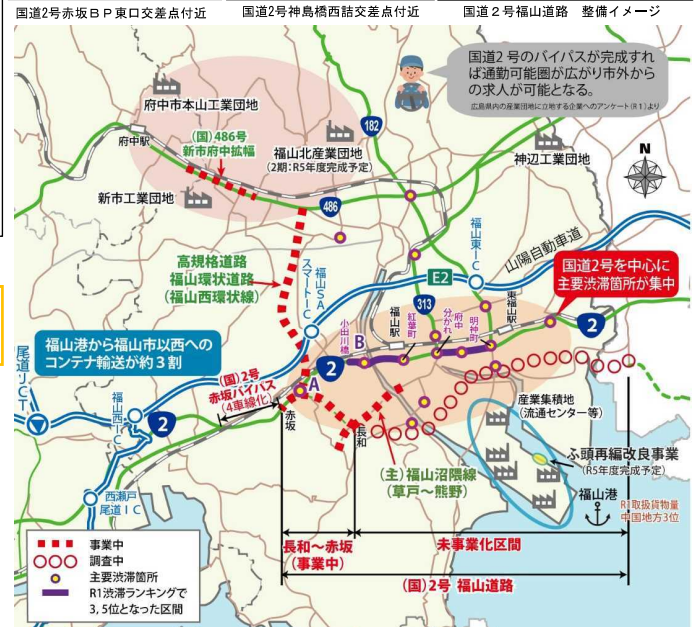 国道2号赤坂BP東口交差点付近
国道2号神島橋西詰交差点付近
国道2号福山道路 整備イメージ
国道2号のバイパスが完成すれ
ば通勤可能圏が広がり市外から
の求人が可能となる。
広島県内の産業団地に立地する企業へのアンケート(R1)より
府中市本山工業団地
府中駅
(国)486号
新市府中拡幅
182
福山北産業団地
(2期:R5年度完成予定)
神辺工業団地
N
新市工業団地
486
高規格道路
福山環状道路
(福山西環状線)
福山SA
スマートIC
福山東IC
山陽自動車道
E2
国道2号を中心に
主要渋滞箇所が集中
313
福山駅
東福山駅
小田川橋
紅葉町
府中
分かれ
明神町
2
福山港から福山市以西への
コンテナ輸送が約3割
尾道JCT
福山西IC
2
(国)2号
赤坂バイパス
(4車線化)
A
B
2
赤坂
長和
産業集積地
(流通センター等)
西瀬戸
尾道IC
(主)福山沼隈線
(草戸~熊野)
ふ頭再編改良事業
(R5年度完成予定)
福山港
R1取扱貨物量
中国地方3位
長和~赤坂
(事業中)
未事業化区間
(国)2号 福山道路
事業中
調査中
主要渋滞箇所
R1渋滞ランキングで
3,5位となった区間